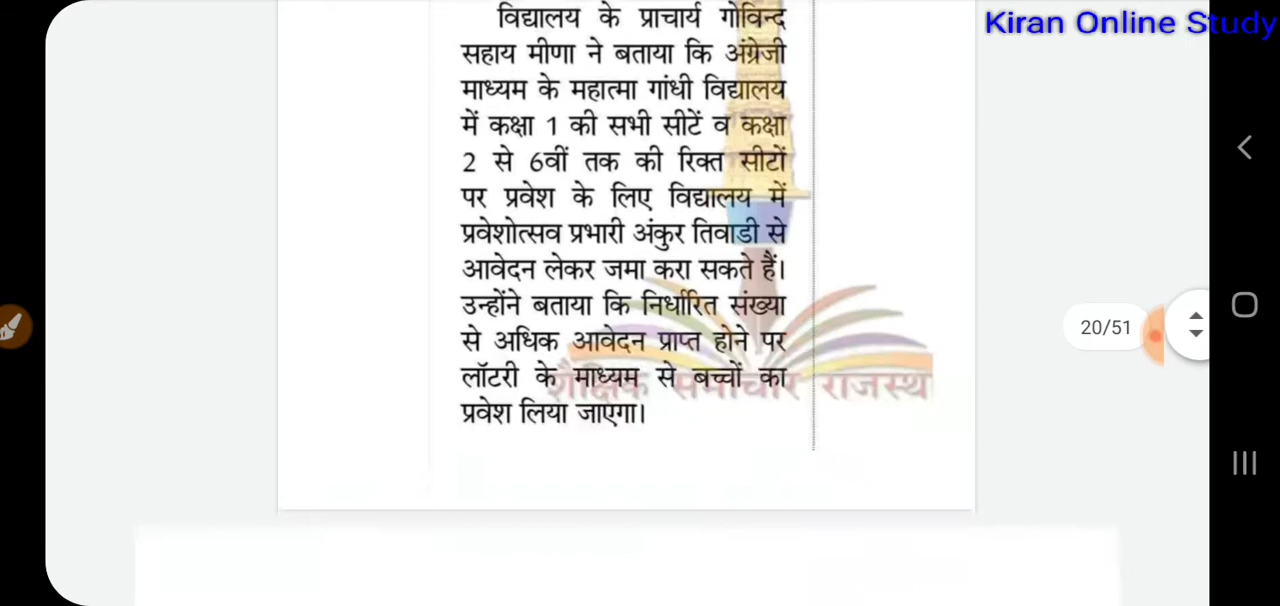 Kiran Online Study
विद्यालय के प्राचार्य गोविन्द
सहाय मीणा ने बताया कि अंग्रेजी
माध्यम के महात्मा गांधी विद्यालय
में कक्षा 1 की सभी सीटें व कक्षा
2 से 6वीं तक की रिक्त सीटों
पर प्रवेश के लिए विद्यालय में
प्रवेशोत्सव प्रभारी अंकुर तिवाडी से
आवेदन लेकर जमा करा सकते हैं।
उन्होंने बताया कि निर्धारित संख्या
से अधिक आवेदन प्राप्त होने पर
लॉटरी के माध्यम से बच्चों का
प्रवेश लिया जाएगा।
शैक्षिक समाचार राजस्थ
20/51